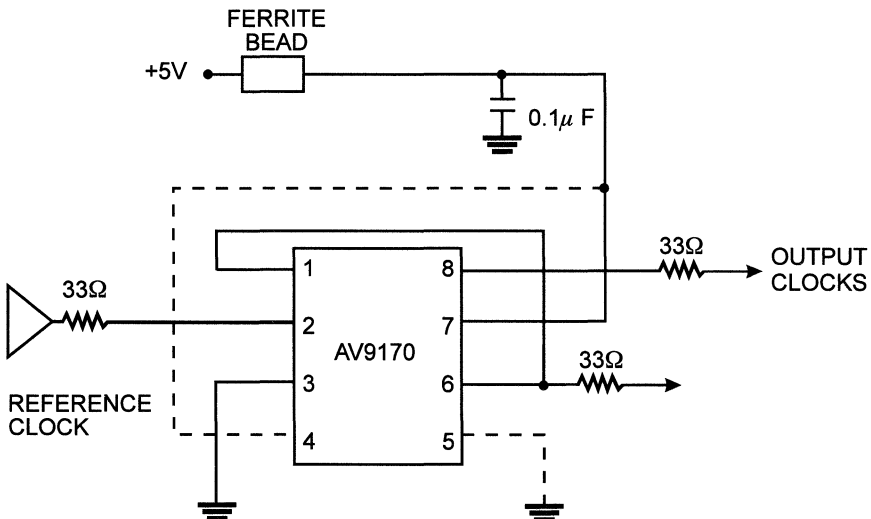 FERRITE
BEAD
+5V
0.1μ F
33Ω
OUTPUT
CLOCKS
33Ω
1
8
2
7
AV9170
33Ω
3
6
REFERENCE
CLOCK
4
5